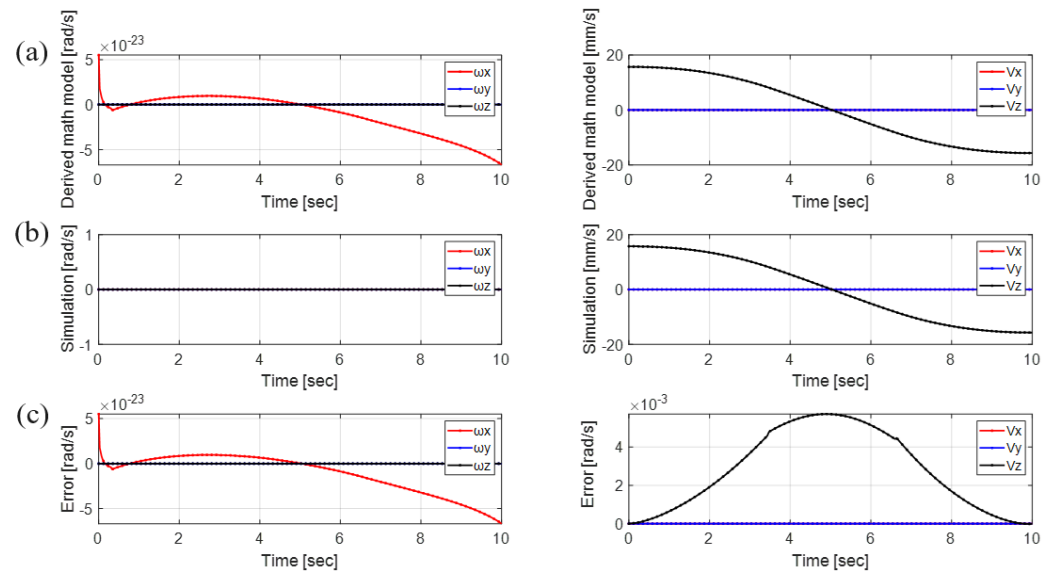 (a)
Derived math model [rad/s]
×10-23
5
0
-5
ωx
ωy
ωz
0 2 4 6 8 10
Time [sec]
Derived math model [mm/s]
20
0
-20
Vx
Vy
Vz
0 2 4 6 8 10
Time [sec]
(b)
Simulation [rad/s]
1
0
-1
ωx
ωy
ωz
0 2 4 6 8 10
Time [sec]
Simulation [mm/s]
20
0
-20
Vx
Vy
Vz
0 2 4 6 8 10
Time [sec]
(c)
Error [rad/s]
×10-23
5
0
-5
ωx
ωy
ωz
0 2 4 6 8 10
Time [sec]
Error [rad/s]
×10-3
4
2
0
Vx
Vy
Vz
0 2 4 6 8 10
Time [sec]